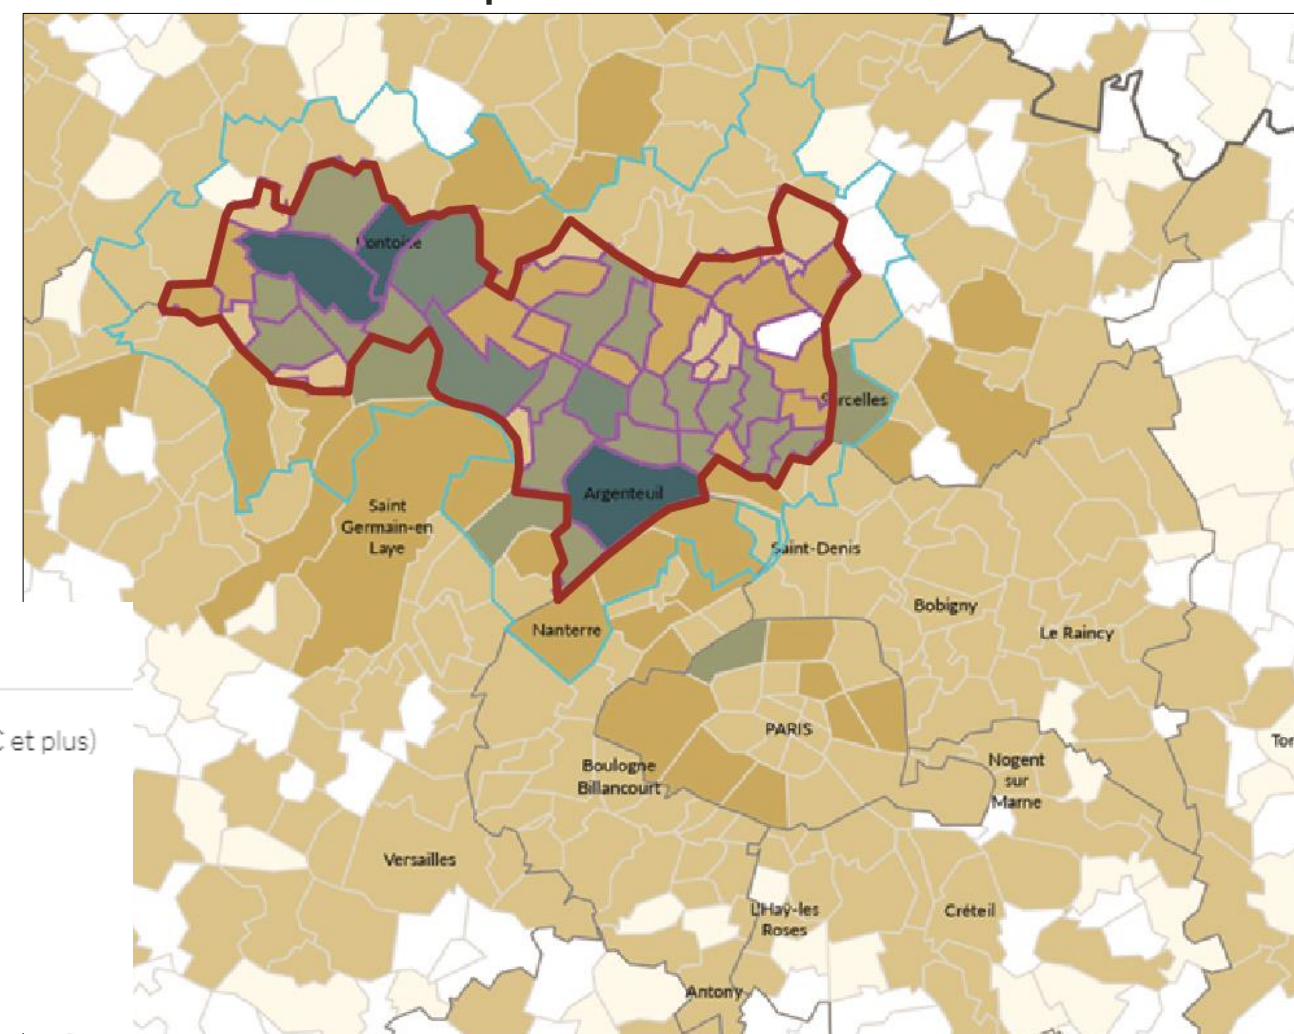 Pontoise
Sarcelles
Argenteuil
Saint
Germain-en
Laye
Saint-Denis
Bobigny
Nanterre
Le Raincy
€ et plus)
PARIS
Boulogne
Billancourt
Nogent
sur
Marne
Versailles
L'Haÿ-les
Roses
Créteil
Antony